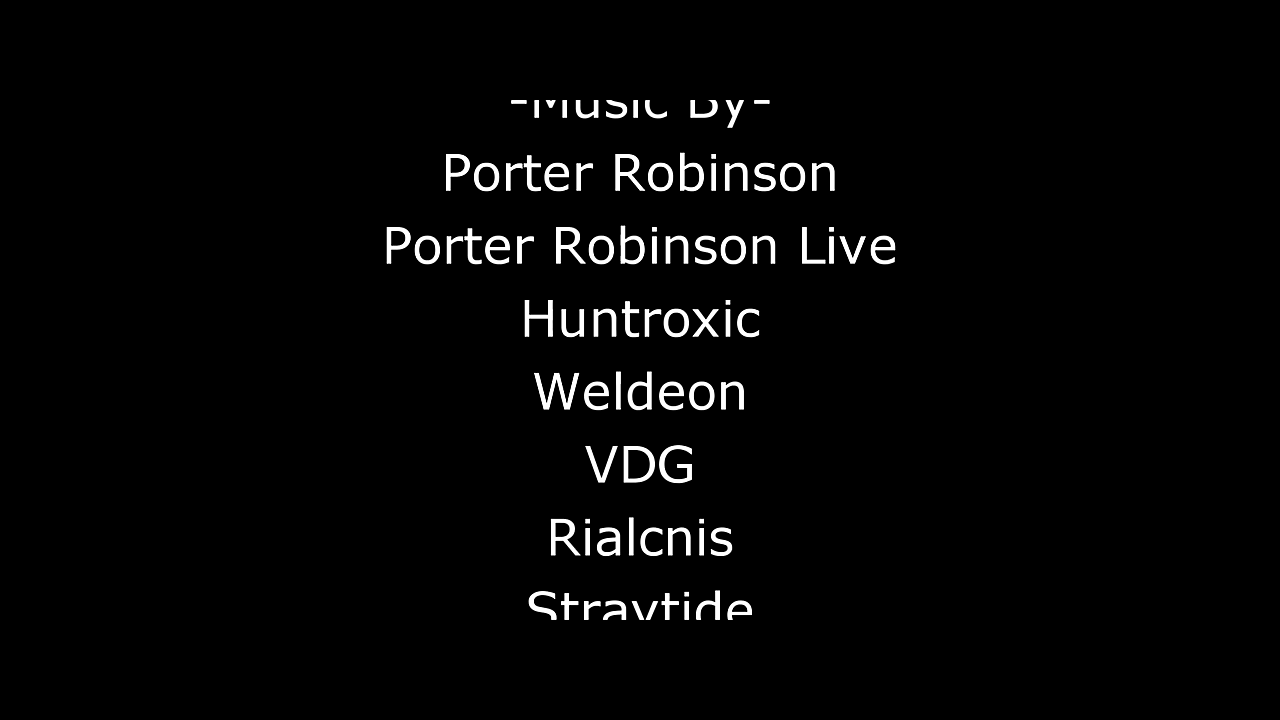 -Music By-
Porter Robinson
Porter Robinson Live
Huntroxic
Weldeon
VDG
Rialcnis
Straytide